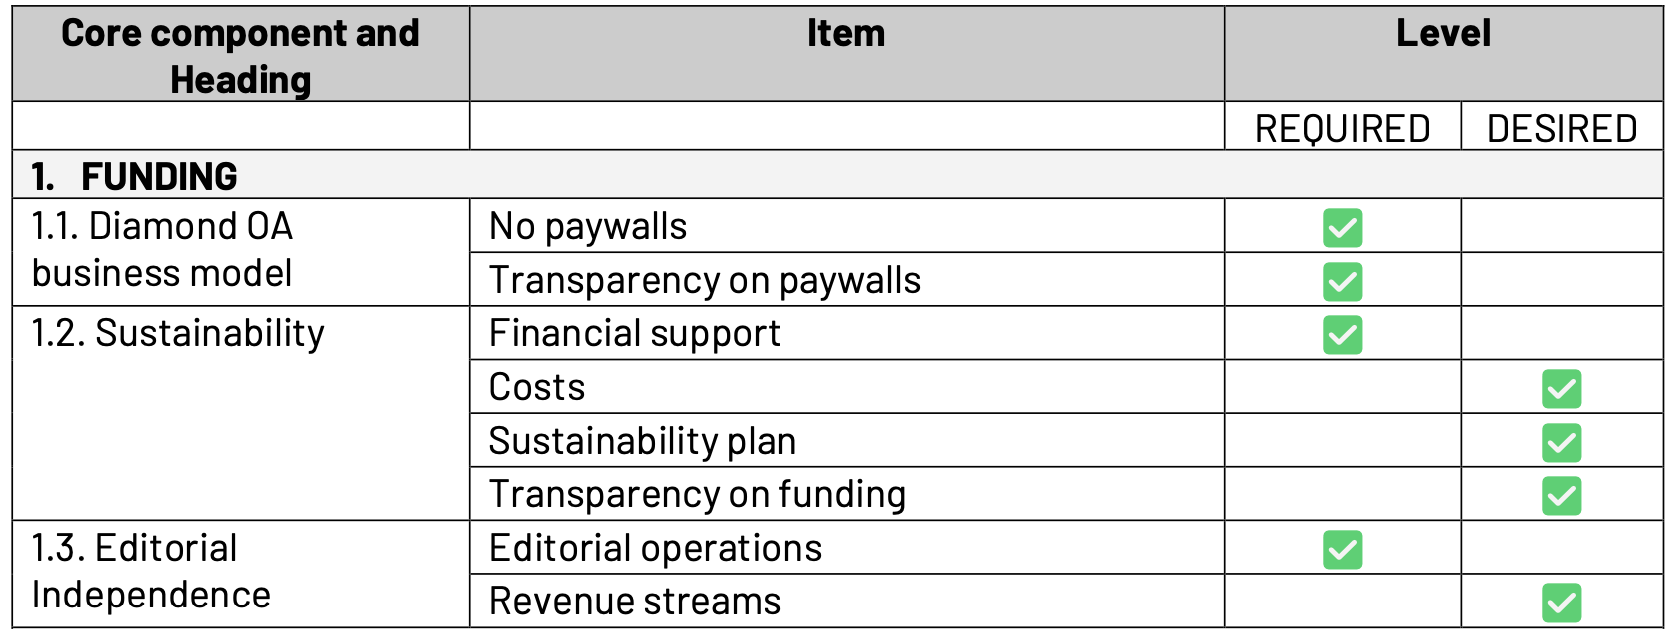 Core component and Heading Item Level
REQUIRED DESIRED
1. FUNDING
1.1. Diamond OA business model
No paywalls ✅
Transparency on paywalls ✅
1.2. Sustainability
Financial support ✅
Costs ✅
Sustainability plan ✅
Transparency on funding ✅
1.3. Editorial Independence
Editorial operations ✅
Revenue streams ✅